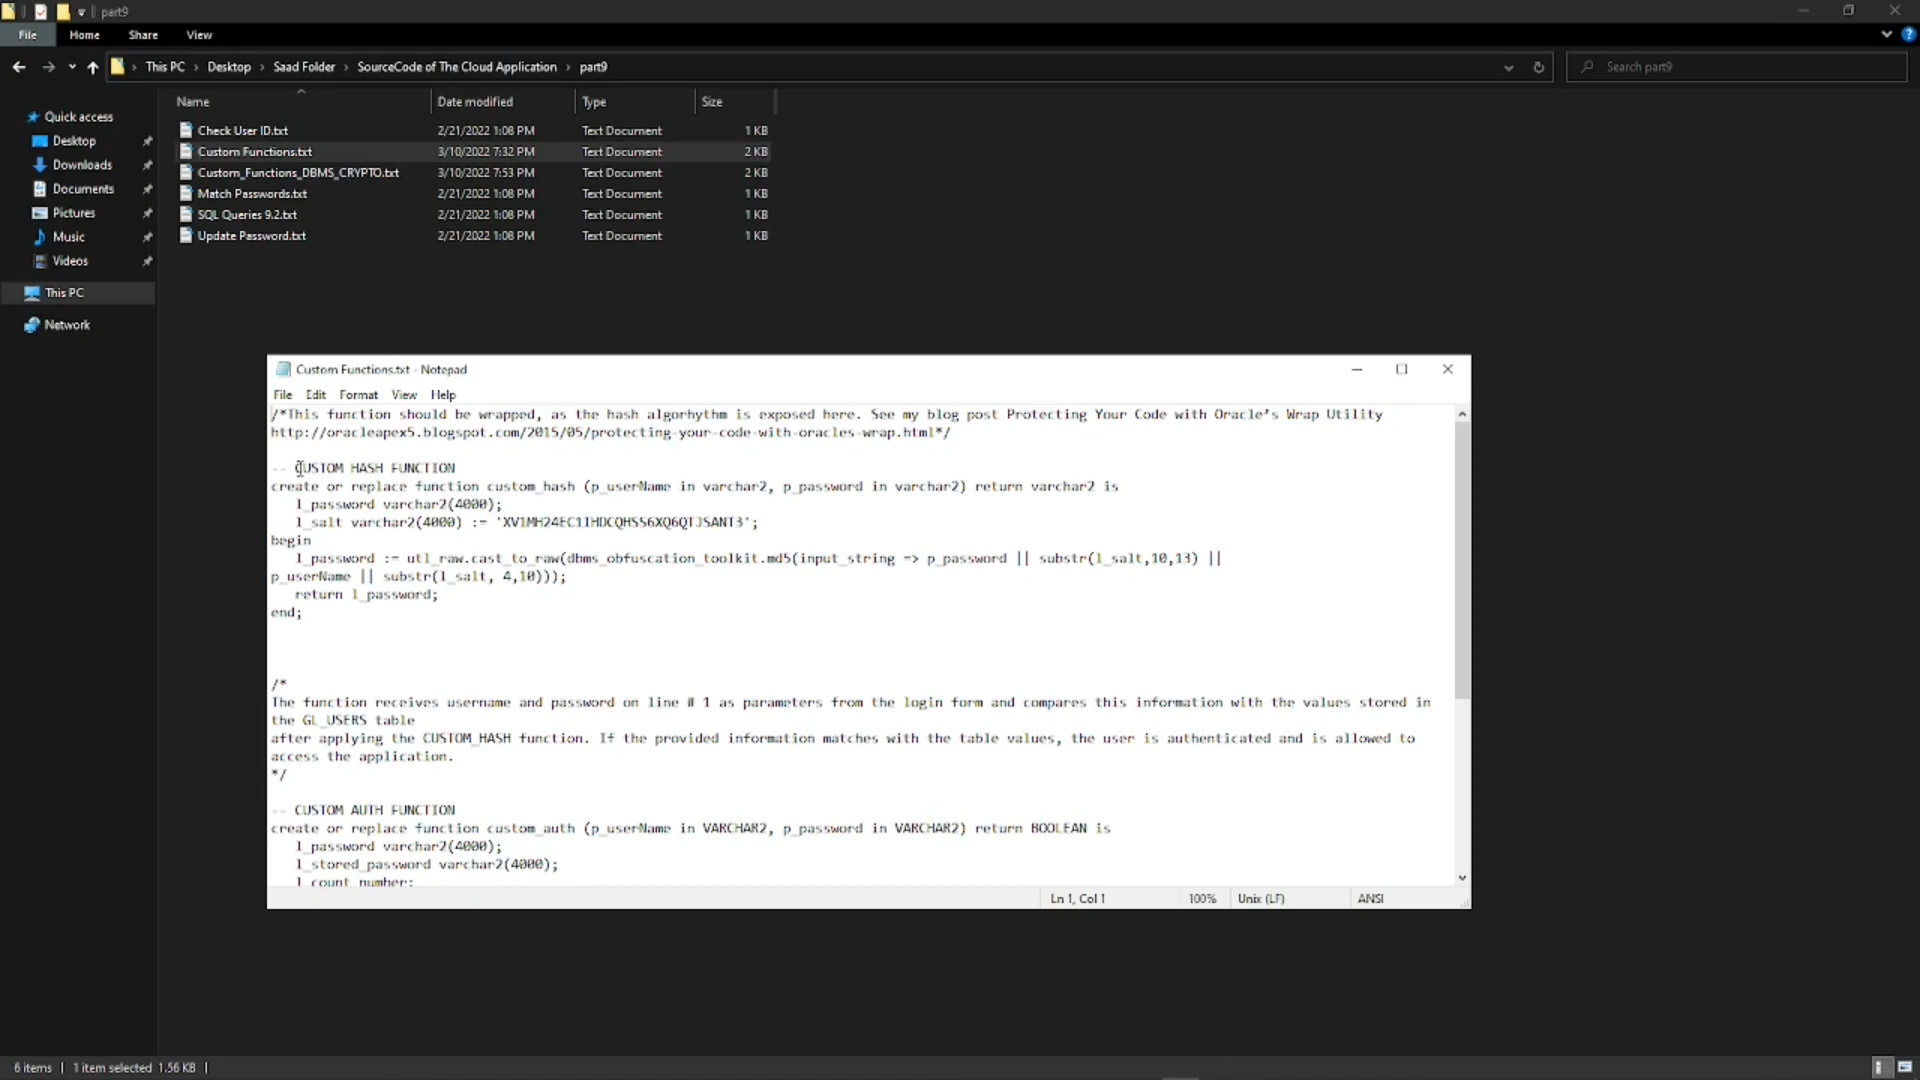 part9
File Home Share View
This PC › Desktop › Saad Folder › SourceCode of The Cloud Application › part9
Search part9
Name Date modified Type Size
Quick access
Desktop
Downloads
Documents
Pictures
Music
Videos
This PC
Network
Check User ID.txt 2/21/2022 1:08 PM Text Document 1 KB
Custom Functions.txt 3/10/2022 7:32 PM Text Document 2 KB
Custom_Functions_DBMS_CRYPTO.txt 3/10/2022 7:53 PM Text Document 2 KB
Match Passwords.txt 2/21/2022 1:08 PM Text Document 1 KB
SQL Queries 9.2.txt 2/21/2022 1:08 PM Text Document 1 KB
Update Password.txt 2/21/2022 1:08 PM Text Document 1 KB
Custom Functions.txt - Notepad
File Edit Format View Help
/*This function should be wrapped, as the hash algorhythm is exposed here. See my blog post Protecting Your Code with Oracle's Wrap Utility
http://oracleapex5.blogspot.com/2015/05/protecting-your-code-with-oracles-wrap.html*/
-- CUSTOM HASH FUNCTION
create or replace function custom_hash (p_userName in varchar2, p_password in varchar2) return varchar2 is
l_password varchar2(4000);
l_salt varchar2(4000) :=
begin
l_password := utl_raw.cast_to_raw(dbms_obfuscation_toolkit.md5(input_string => p_password || substr(l_salt,10,13) ||
p_userName || substr(l_salt, 4,10)));
return l_password;
end;
/*
The function receives username and password on line # 1 as parameters from the login form and compares this information with the values stored in
the GL_USERS table
after applying the CUSTOM_HASH function. If the provided information matches with the table values, the user is authenticated and is allowed to
access the application.
*/
-- CUSTOM AUTH FUNCTION
create or replace function custom_auth (p_userName in VARCHAR2, p_password in VARCHAR2) return BOOLEAN is
l_password varchar2(4000);
l_stored_password varchar2(4000);
l_count number;
Ln 1, Col 1 100% Unix (LF) ANSI
6 items 1 item selected 1.56 KB